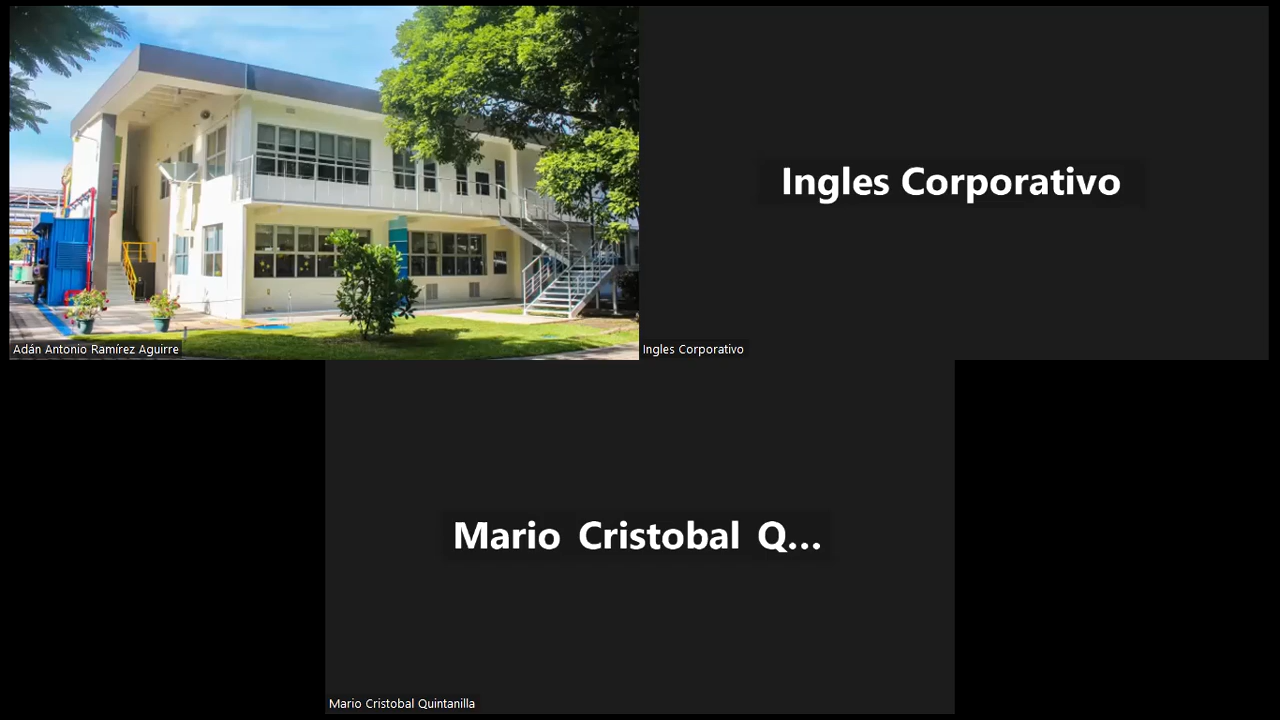 Ingles Corporativo
Adán Antonio Ramírez Aguirre
Ingles Corporativo
Mario Cristobal Q...
Mario Cristobal Quintanilla